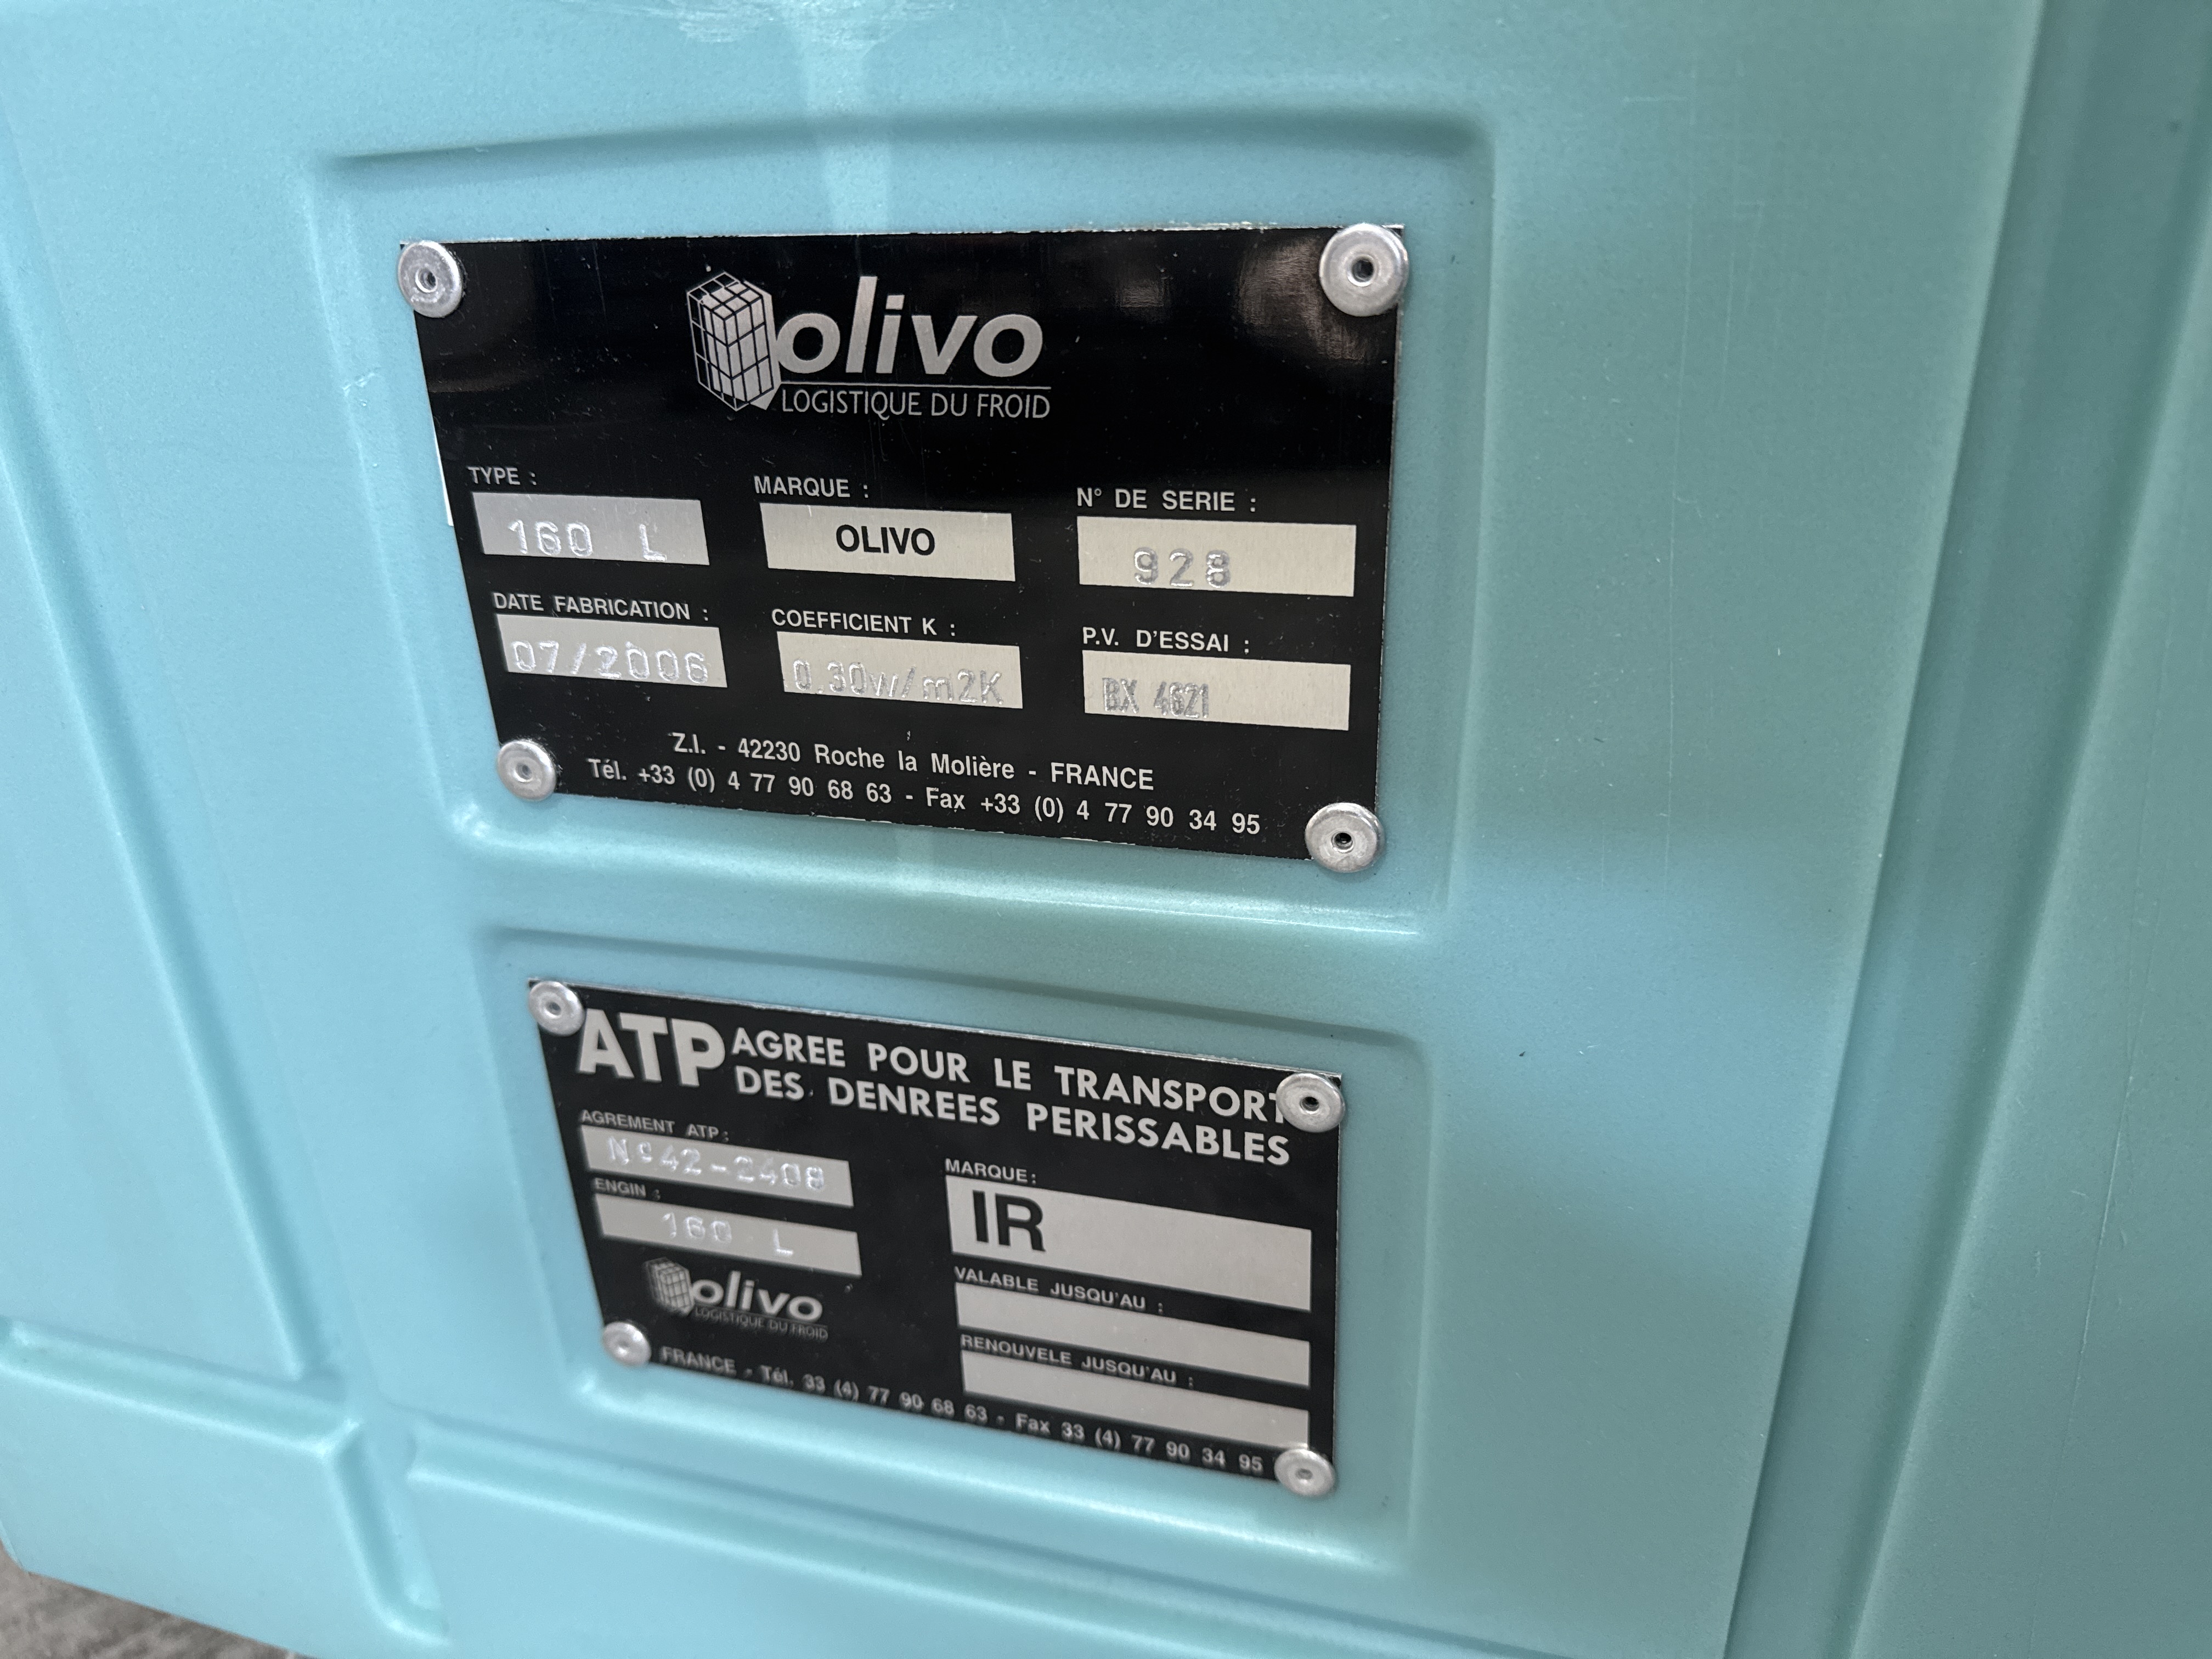 olivo
LOGISTIQUE DU FROID
TYPE :
160 L
MARQUE :
OLIVO
N° DE SERIE :
928
DATE FABRICATION :
07/2006
COEFFICIENT K :
0.30w/m2K
P.V. D'ESSAI :
BX 4621
Z.I. - 42230 Roche la Molière - FRANCE
Tél. +33 (0) 4 77 90 68 63 - Fax +33 (0) 4 77 90 34 95
ATP AGREE POUR LE TRANSPORT
DES DENREES PERISSABLES
AGREMENT ATP:
N°42-2408
ENGIN :
160 L
olivo
LOGISTIQUE DU FROID
MARQUE:
IR
VALABLE JUSQU'AU :
RENOUVELE JUSQU'AU :
FRANCE - Tél. 33 (4) 77 90 68 63 - Fax 33 (4) 77 90 34 95